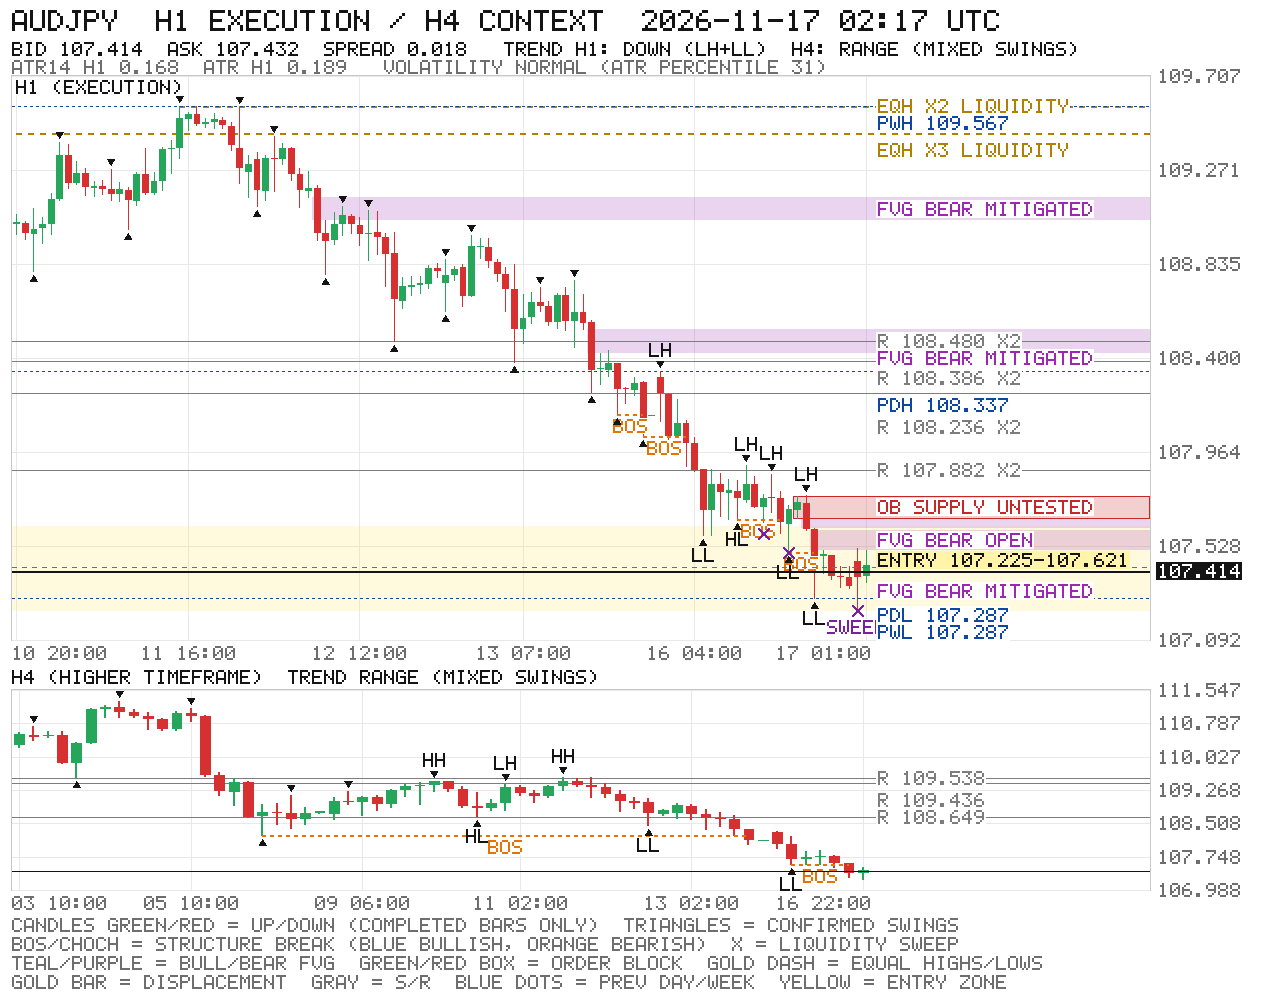 AUDJPY  H1 EXECUTION / H4 CONTEXT  2026-11-17 02:17 UTC
BID 107.414  ASK 107.432  SPREAD 0.018   TREND H1: DOWN (LH+LL)  H4: RANGE (MIXED SWINGS)
ATR14 H1 0.168  ATR H1 0.189   VOLATILITY NORMAL (ATR PERCENTILE 31)
109.707
H1 (EXECUTION)
EQH X2 LIQUIDITY
PWH 109.567
EQH X3 LIQUIDITY
109.271
FVG BEAR MITIGATED
108.835
R 108.480 X2
LH
FVG BEAR MITIGATED
108.400
R 108.386 X2
PDH 108.337
BOS
R 108.236 X2
BOS
LH
LH
107.964
R 107.882 X2
LH
OB SUPPLY UNTESTED
BOS
HL
FVG BEAR OPEN
107.528
LL
ENTRY 107.225-107.621
BOS
LL
107.414
FVG BEAR MITIGATED
LL
PDL 107.287
SWEE
PWL 107.287
107.092
10 20:00
11 16:00
12 12:00
13 07:00
16 04:00
17 01:00
H4 (HIGHER TIMEFRAME)  TREND RANGE (MIXED SWINGS)
111.547
110.787
110.027
HH
LH
HH
R 109.538
109.268
R 109.436
R 108.649
108.508
HL
BOS
LL
107.748
BOS
LL
106.988
03 10:00
05 10:00
09 06:00
11 02:00
13 02:00
16 22:00
CANDLES GREEN/RED = UP/DOWN (COMPLETED BARS ONLY)  TRIANGLES = CONFIRMED SWINGS
BOS/CHOCH = STRUCTURE BREAK (BLUE BULLISH, ORANGE BEARISH)  X = LIQUIDITY SWEEP
TEAL/PURPLE = BULL/BEAR FVG  GREEN/RED BOX = ORDER BLOCK  GOLD DASH = EQUAL HIGHS/LOWS
GOLD BAR = DISPLACEMENT  GRAY = S/R  BLUE DOTS = PREV DAY/WEEK  YELLOW = ENTRY ZONE